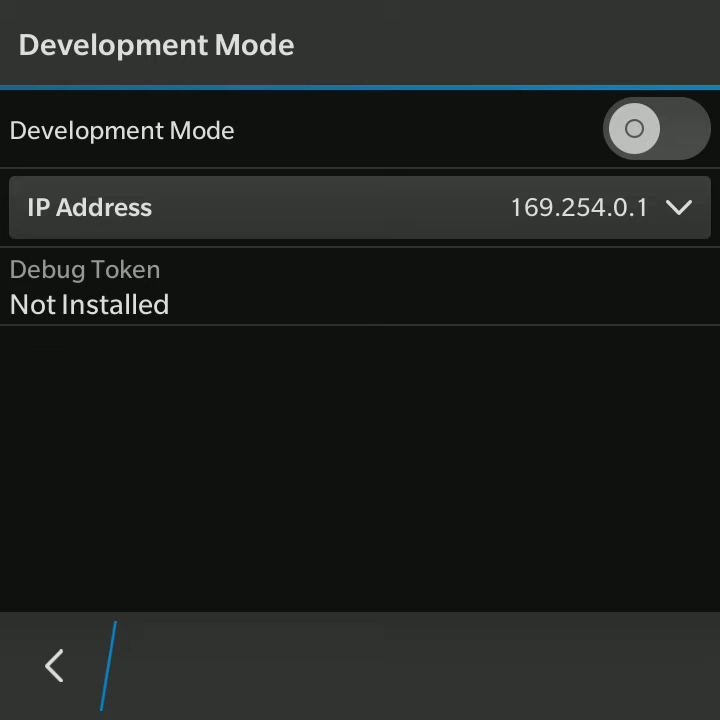 Development Mode
Development Mode
IP Address 169.254.0.1
Debug Token
Not Installed